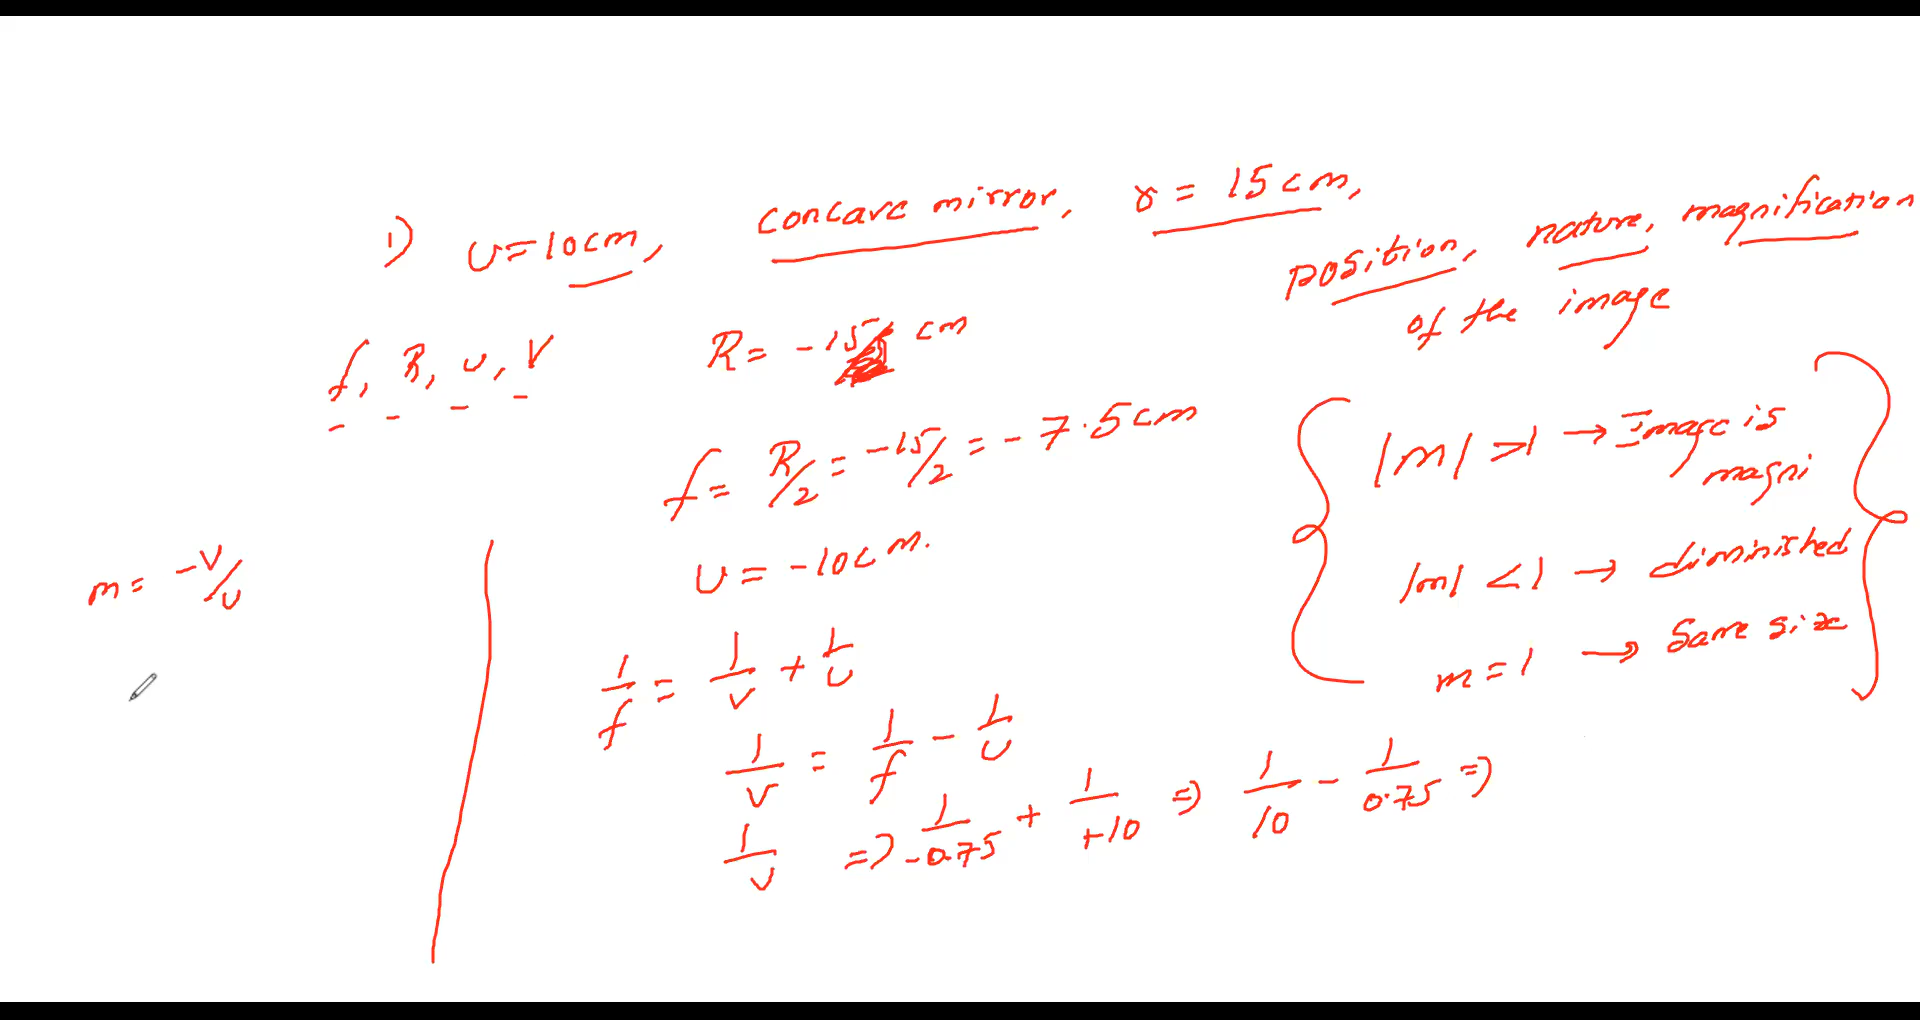 1) u=10cm, concave mirror, r = 15cm,
position, nature, magnification
of the image
f, R, u, V
R = -15 cm
f = R/2 = -15/2 = -7.5cm
u = -10cm.
m = -v/u
1/f = 1/v + 1/u
1/v = 1/f - 1/u
1/v => 1/-0.75 + 1/+10 => 1/10 - 1/0.75 =>
|m| >1 → Image is
magni
|m| <1 → diminished
m = 1 → Same size